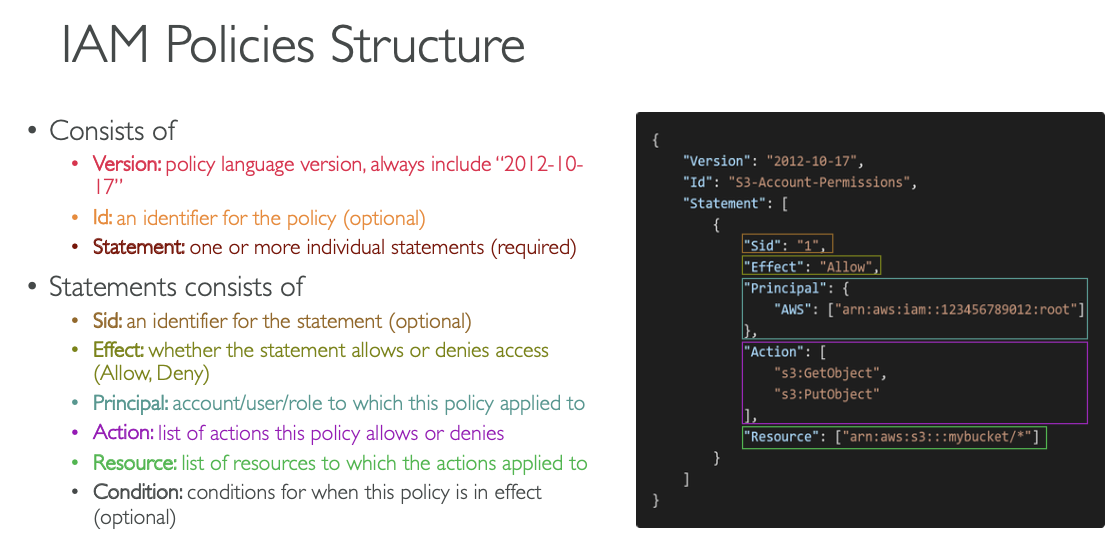 IAM Policies Structure
• Consists of
• Version: policy language version, always include “2012-10-
17”
• Id: an identifier for the policy (optional)
• Statement: one or more individual statements (required)
• Statements consists of
• Sid: an identifier for the statement (optional)
• Effect: whether the statement allows or denies access
(Allow, Deny)
• Principal: account/user/role to which this policy applied to
• Action: list of actions this policy allows or denies
• Resource: list of resources to which the actions applied to
• Condition: conditions for when this policy is in effect
(optional)
{
"Version": "2012-10-17",
"Id": "S3-Account-Permissions",
"Statement": [
{
"Sid": "1",
"Effect": "Allow",
"Principal": {
"AWS": ["arn:aws:iam::123456789012:root"]
},
"Action": [
"s3:GetObject",
"s3:PutObject"
],
"Resource": ["arn:aws:s3:::mybucket/*"]
}
]
}